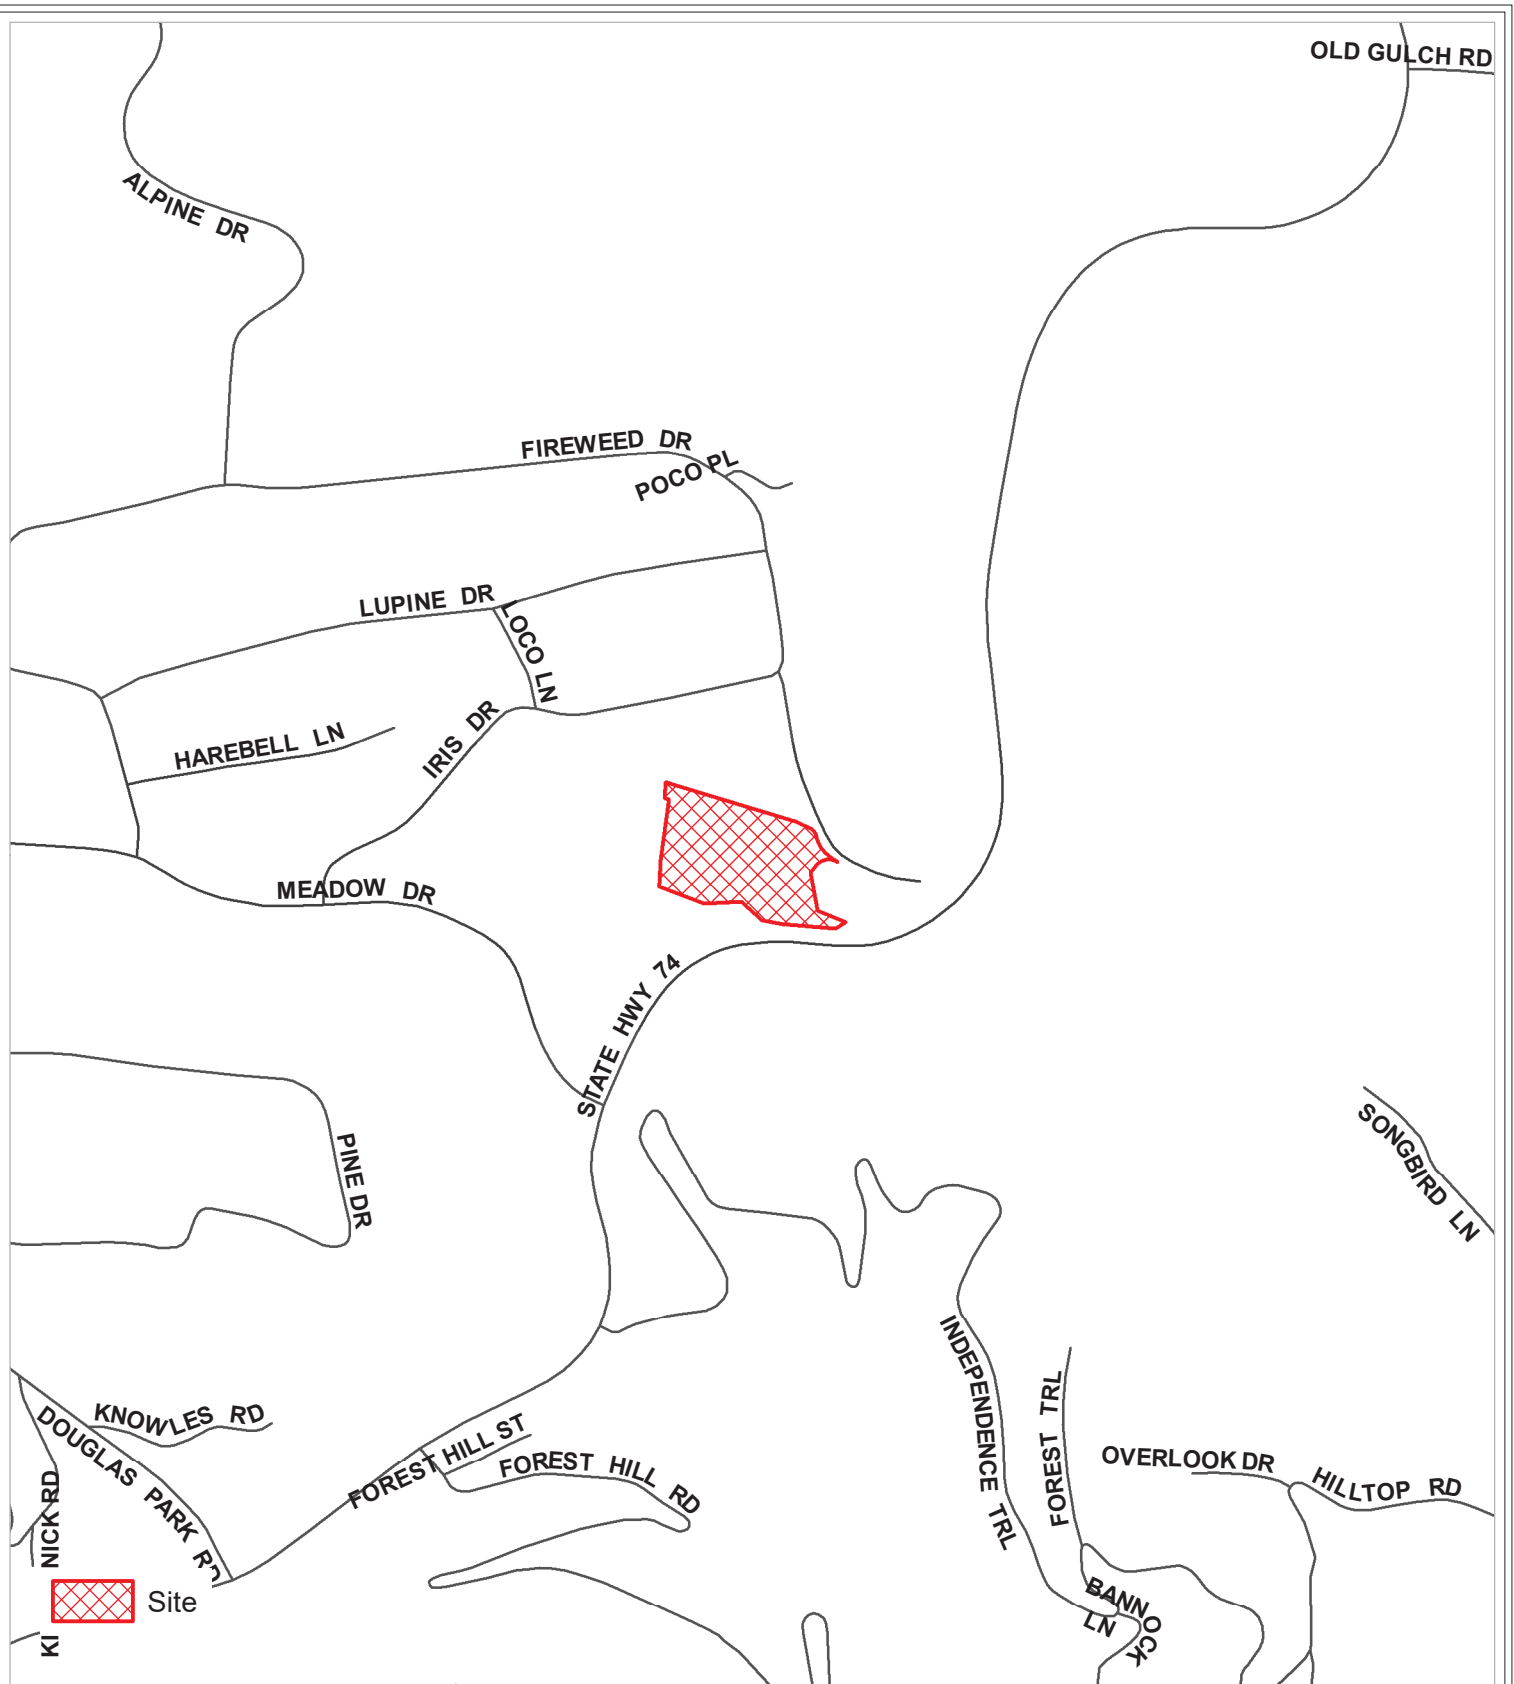 OLD GULCH RD
ALPINE DR
FIREWEED DR
POCO PL
LUPINE DR
LOCO LN
HAREBELL LN
IRIS DR
MEADOW DR
STATE HWY 74
PINE DR
SONGBIRD LN
INDEPENDENCE TRL
FOREST TRL
KNOWLES RD
DOUGLAS PARK RD
FOREST HILL ST
FOREST HILL RD
OVERLOOK DR
HILLTOP RD
NICK RD
BANNOCK LN
Site
KI